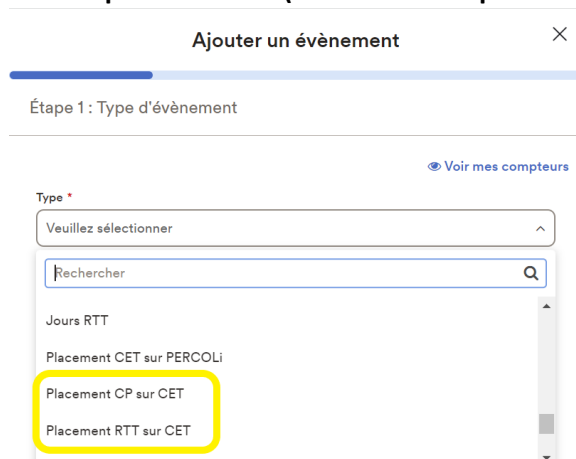 Ajouter un évènement
Étape 1 : Type d'évènement
Voir mes compteurs
Type *
Veuillez sélectionner
Rechercher
Jours RTT
Placement CET sur PERCOLi
Placement CP sur CET
Placement RTT sur CET